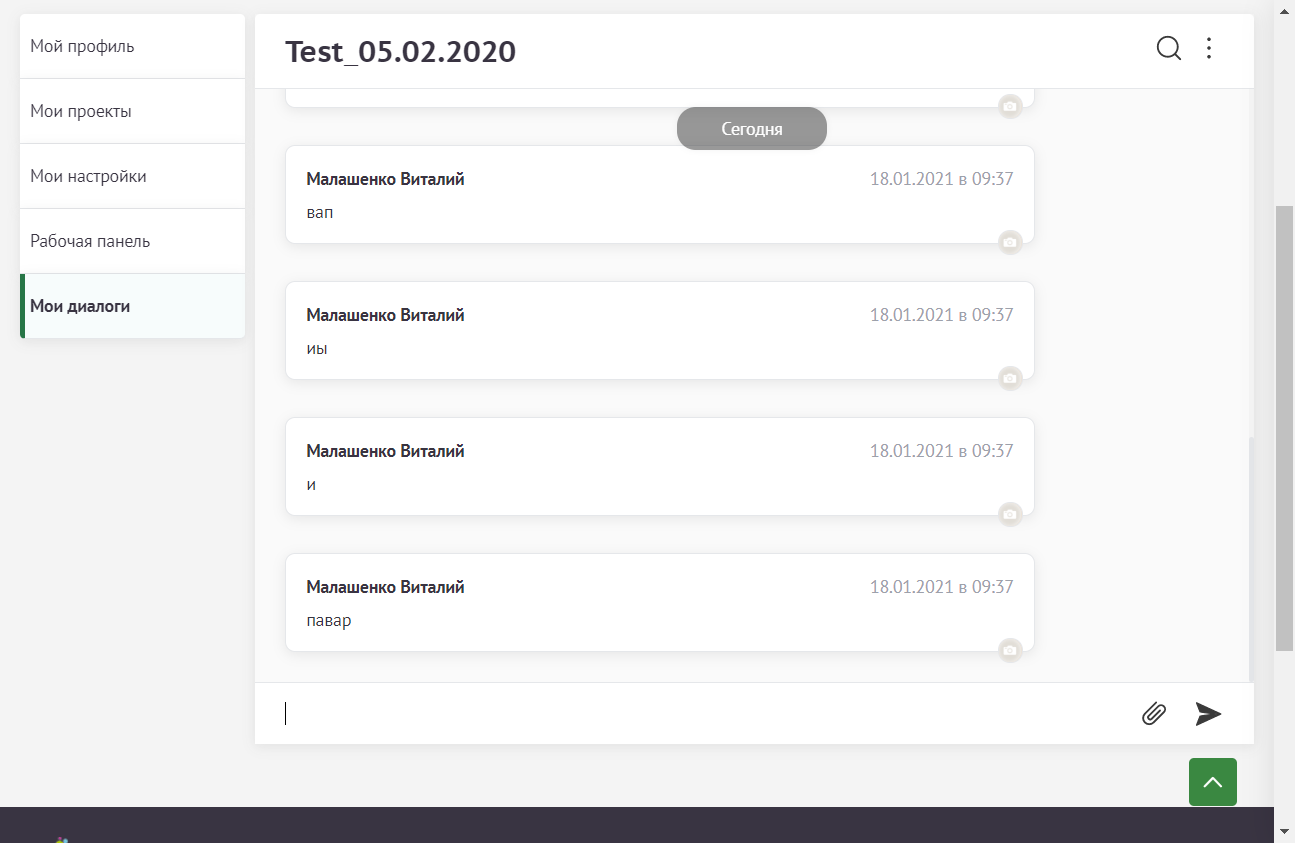 Мой профиль
Мои проекты
Мои настройки
Рабочая панель
Мои диалоги
Test_05.02.2020
Сегодня
Малашенко Виталий 18.01.2021 в 09:37
вап
Малашенко Виталий 18.01.2021 в 09:37
иы
Малашенко Виталий 18.01.2021 в 09:37
и
Малашенко Виталий 18.01.2021 в 09:37
павар